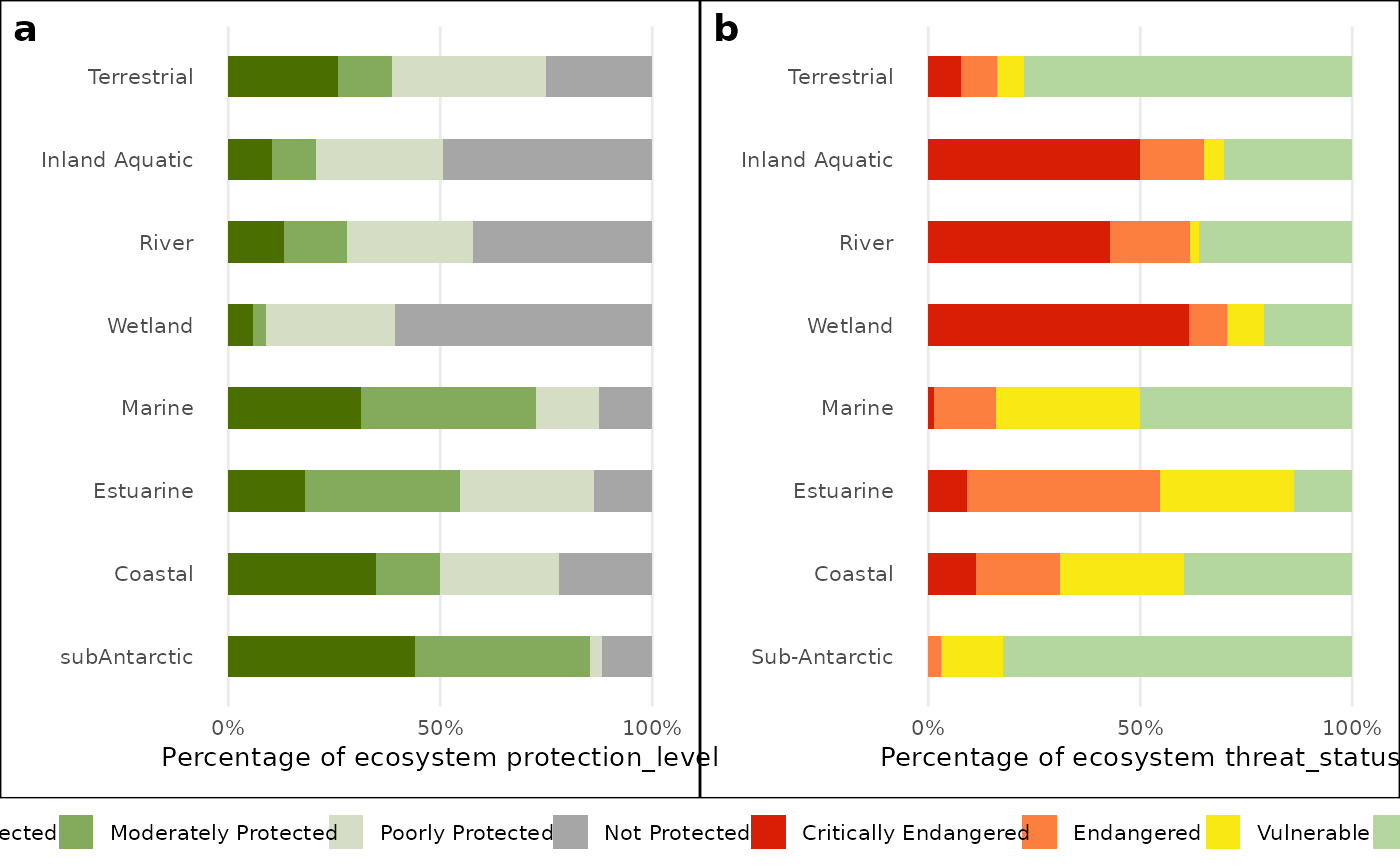 a
Terrestrial
Inland Aquatic
River
Wetland
Marine
Estuarine
Coastal
subAntarctic
0% 50% 100%
Percentage of ecosystem protection_level
b
Terrestrial
Inland Aquatic
River
Wetland
Marine
Estuarine
Coastal
Sub-Antarctic
0% 50% 100%
Percentage of ecosystem threat_status
ected Moderately Protected Poorly Protected Not Protected Critically Endangered Endangered Vulnerable